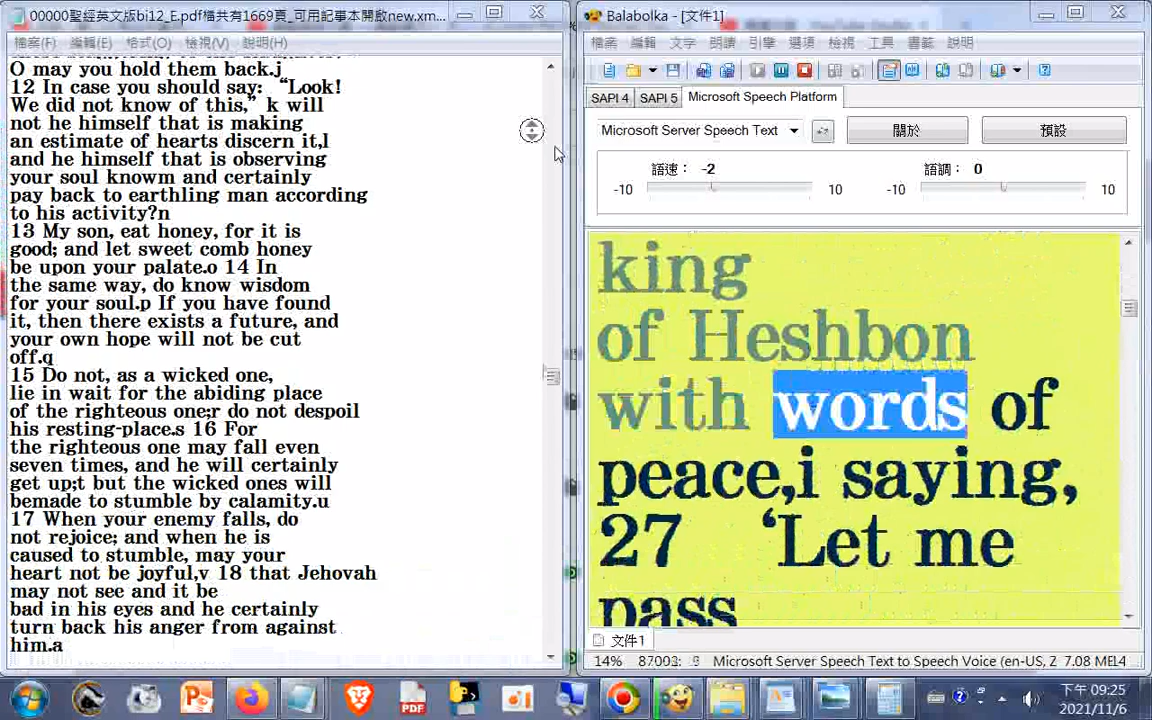 00000聖經英文版bi12_E.pdf檔共有1669頁_可用記事本開啟new.xm...
檔案(F) 編輯(E) 格式(O) 檢視(V) 說明(H)
O may you hold them back.j
12 In case you should say: “Look!
We did not know of this,” k will
not he himself that is making
an estimate of hearts discern it,l
and he himself that is observing
your soul knowm and certainly
pay back to earthling man according
to his activity?n
13 My son, eat honey, for it is
good; and let sweet comb honey
be upon your palate.o 14 In
the same way, do know wisdom
for your soul.p If you have found
it, then there exists a future, and
your own hope will not be cut
off.q
15 Do not, as a wicked one,
lie in wait for the abiding place
of the righteous one;r do not despoil
his resting-place.s 16 For
the righteous one may fall even
seven times, and he will certainly
get up;t but the wicked ones will
bemade to stumble by calamity.u
17 When your enemy falls, do
not rejoice; and when he is
caused to stumble, may your
heart not be joyful,v 18 that Jehovah
may not see and it be
bad in his eyes and he certainly
turn back his anger from against
him.a
Balabolka - [文件1]
檔案 編輯 文字 朗讀 引擎 選項 檢視 工具 書籤 說明
SAPI 4 SAPI 5 Microsoft Speech Platform
Microsoft Server Speech Text 關於 預設
語速： -2 語調： 0
-10 10 -10 10
king
of Heshbon
with words of
peace,i saying,
27 ‘Let me
pass
文件1
14% Microsoft Server Speech Text to Speech Voice (en-US, 2 7.08 ME
下午 09:25
2021/11/6